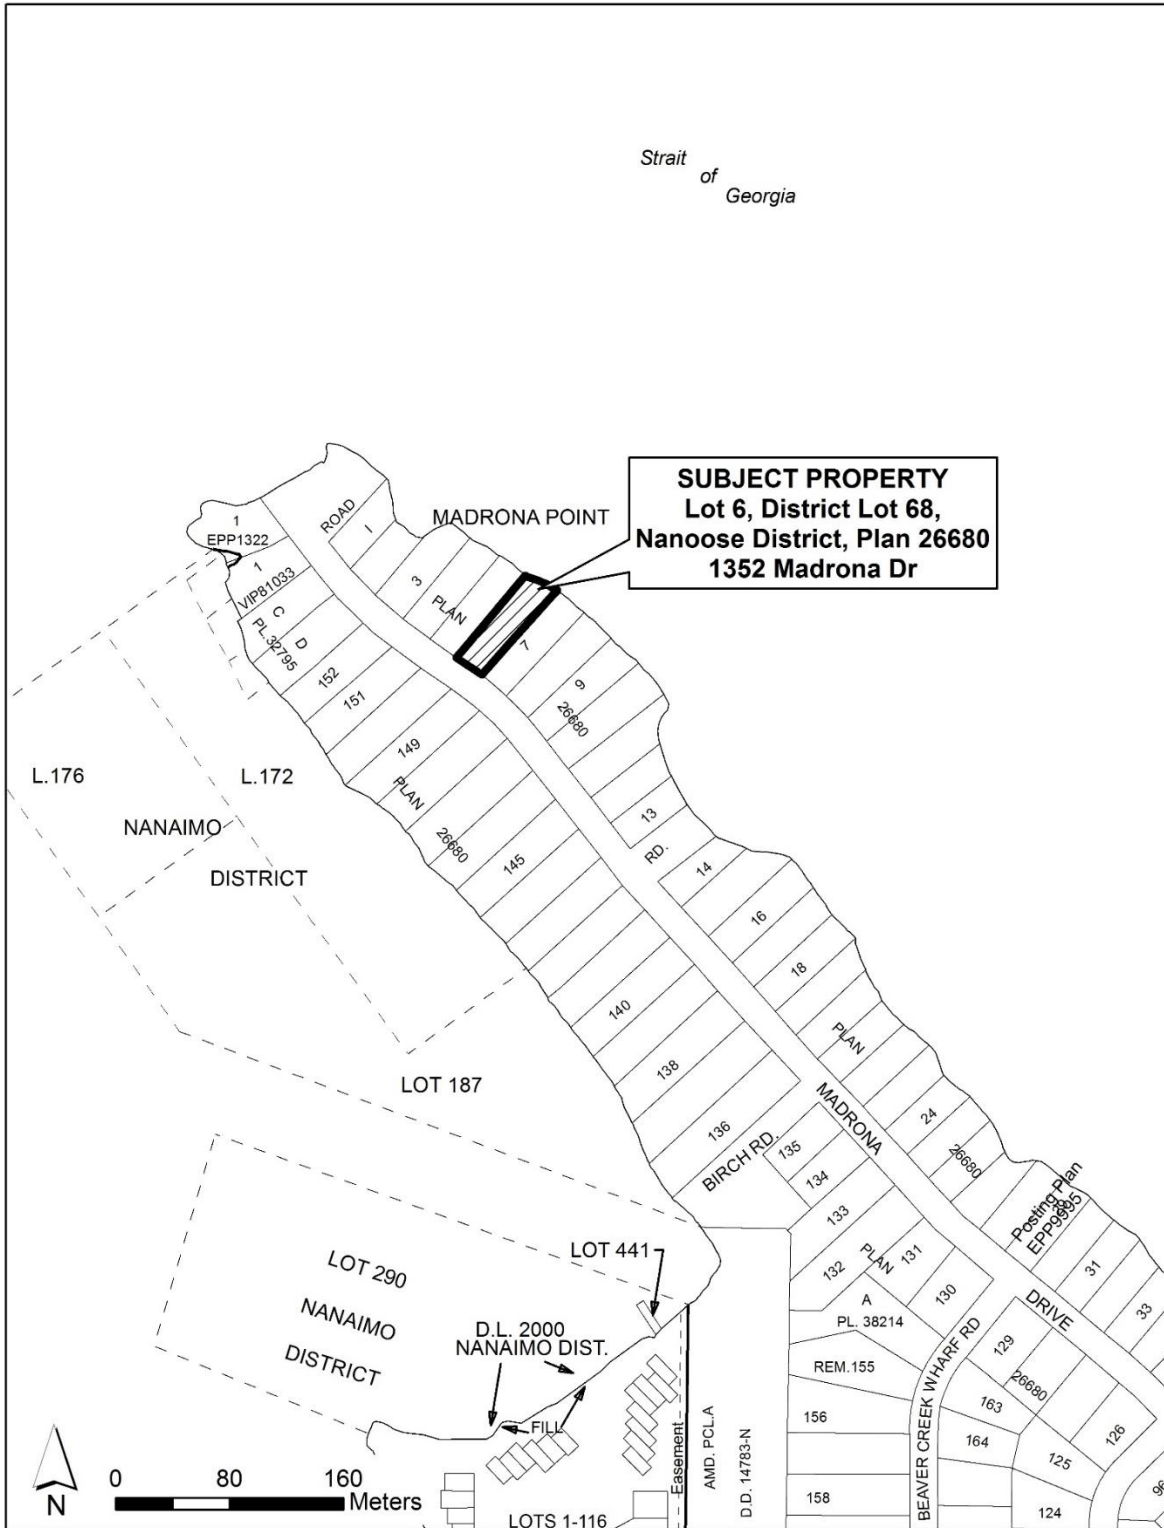 Strait
of
Georgia
SUBJECT PROPERTY
Lot 6, District Lot 68,
Nanoose District, Plan 26680
1352 Madrona Dr
MADRONA POINT
ROAD
1
EPP1322
1
VIP81033
C
D
PL.32795
152
151
149
PLAN
26680
145
140
138
136
1
3
PLAN
7
9
26680
13
RD.
14
16
18
PLAN
24
26680
Posting Plan
EPP9995
31
33
MADRONA
DRIVE
L.176
L.172
NANAIMO
DISTRICT
LOT 187
BIRCH RD.
135
134
133
132
PLAN
131
130
A
PL. 38214
REM.155
156
158
BEAVER CREEK WHARF RD
129
26680
163
164
126
125
124
96
LOT 441
LOT 290
NANAIMO
DISTRICT
D.L. 2000
NANAIMO DIST.
FILL
Easement
AMD. PCL.A
D.D. 14783-N
LOTS 1-116
N
0 80 160
Meters